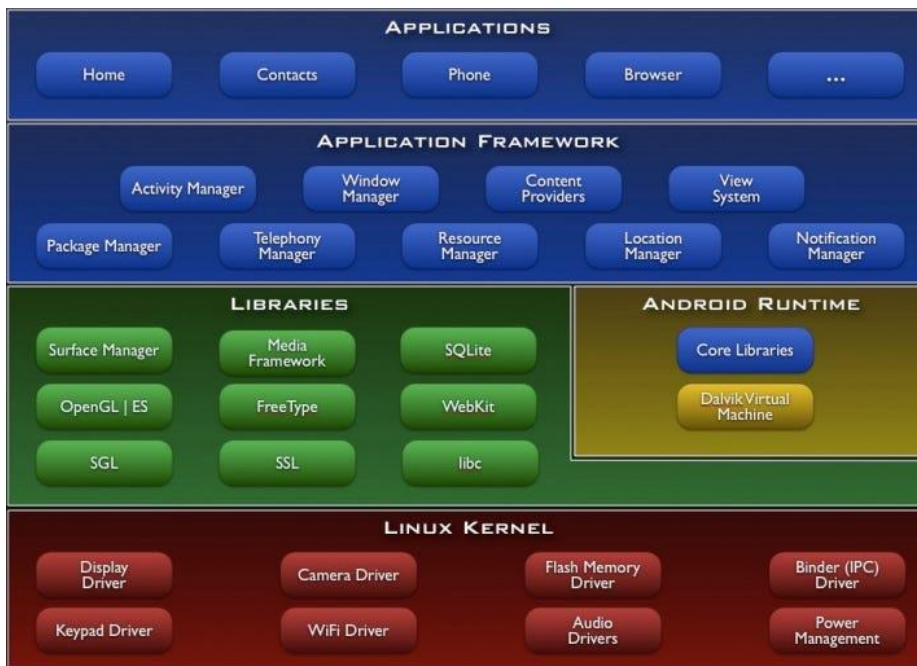 APPLICATIONS
Home
Contacts
Phone
Browser
...
APPLICATION FRAMEWORK
Activity Manager
Window
Manager
Content
Providers
View
System
Package Manager
Telephony
Manager
Resource
Manager
Location
Manager
Notification
Manager
LIBRARIES
Surface Manager
Media
Framework
SQLite
OpenGL | ES
FreeType
WebKit
SGL
SSL
libc
ANDROID RUNTIME
Core Libraries
Dalvik Virtual
Machine
LINUX KERNEL
Display
Driver
Camera Driver
Flash Memory
Driver
Binder (IPC)
Driver
Keypad Driver
WiFi Driver
Audio
Drivers
Power
Management